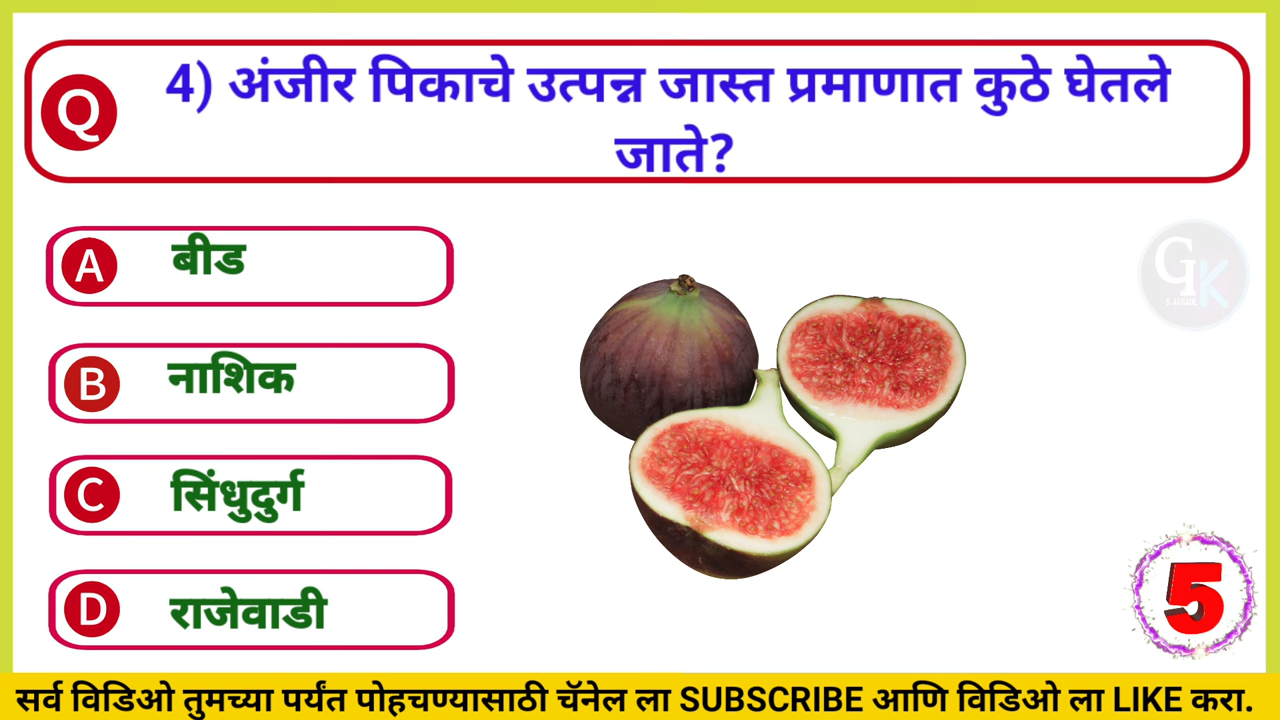 Q
4) अंजीर पिकाचे उत्पन्न जास्त प्रमाणात कुठे घेतले
जाते?
A बीड
B नाशिक
C सिंधुदुर्ग
D राजेवाडी
GK
5
सर्व विडिओ तुमच्या पर्यंत पोहचण्यासाठी चॅनेल ला SUBSCRIBE आणि विडिओ ला LIKE करा.